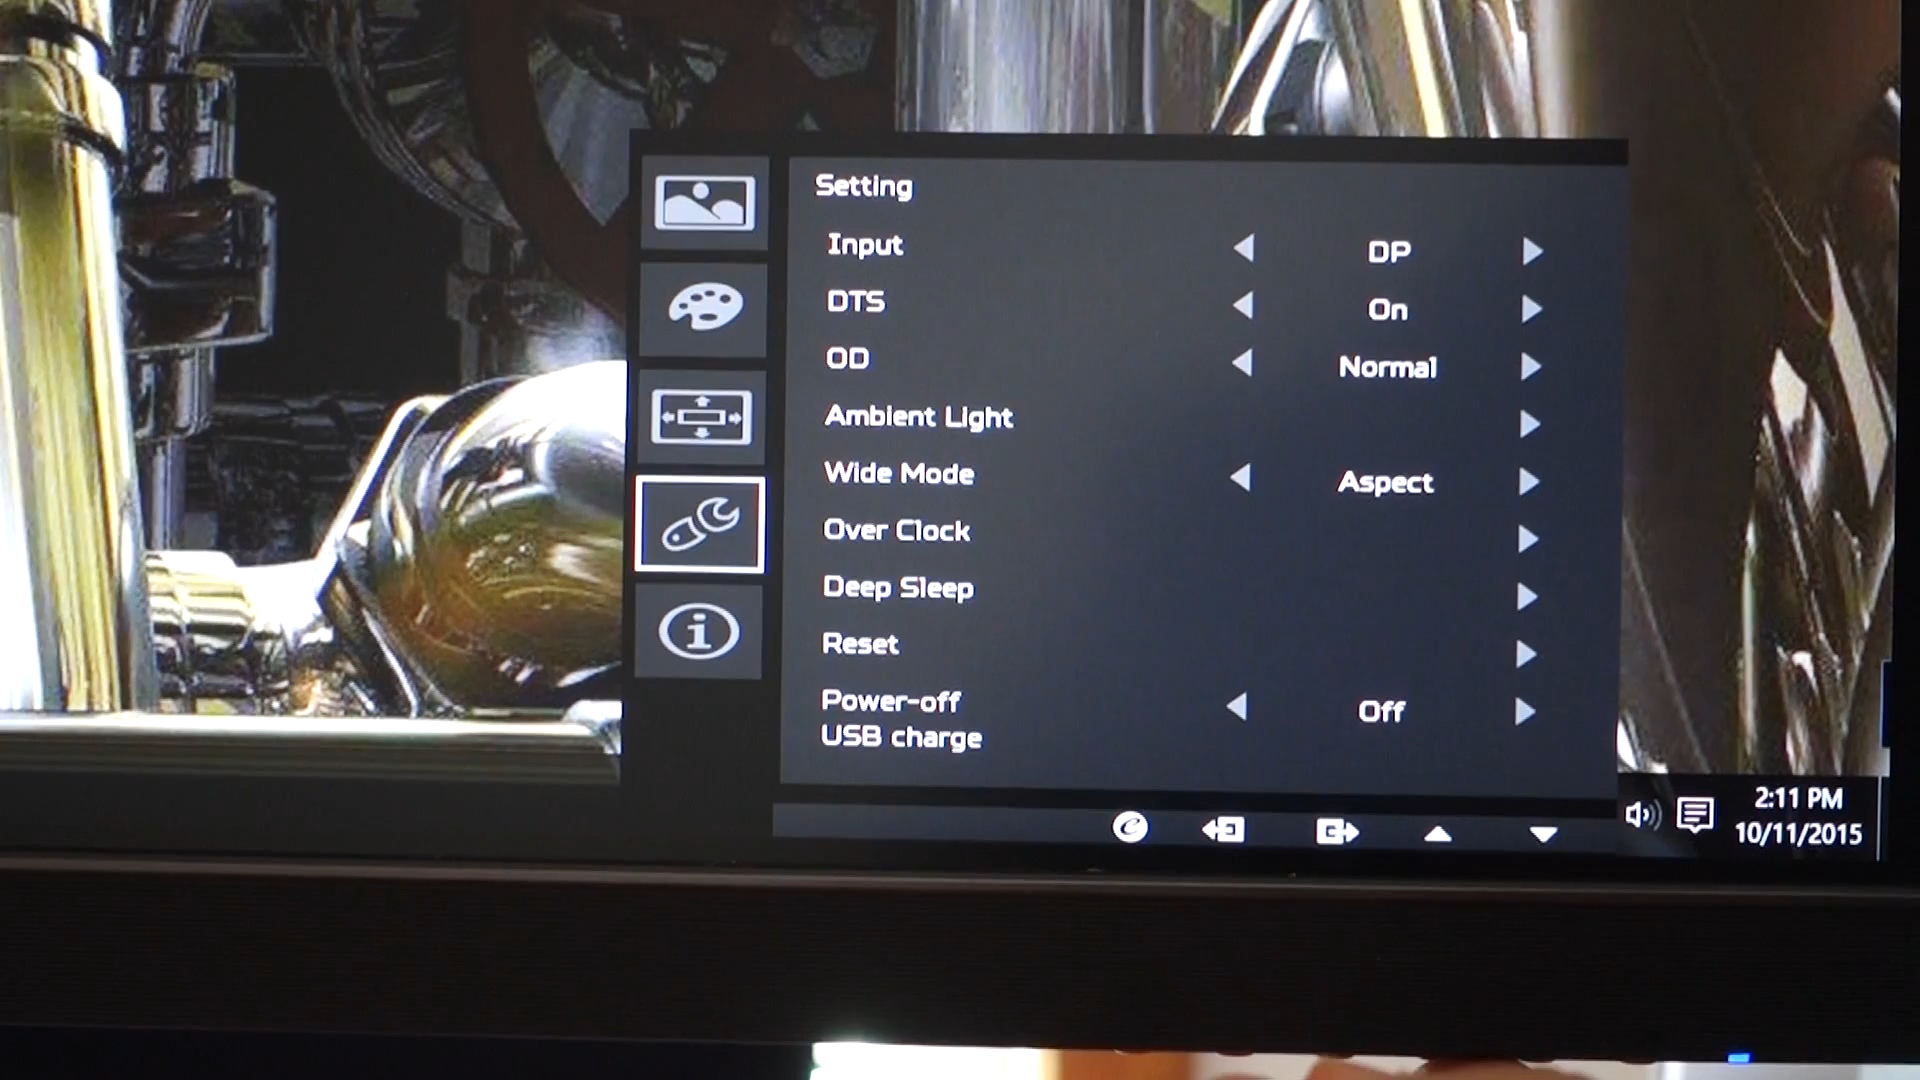 Setting
Input DP
DTS On
OD Normal
Ambient Light
Wide Mode Aspect
Over Clock
Deep Sleep
Reset
Power-off Off
USB charge
2:11 PM
10/11/2015